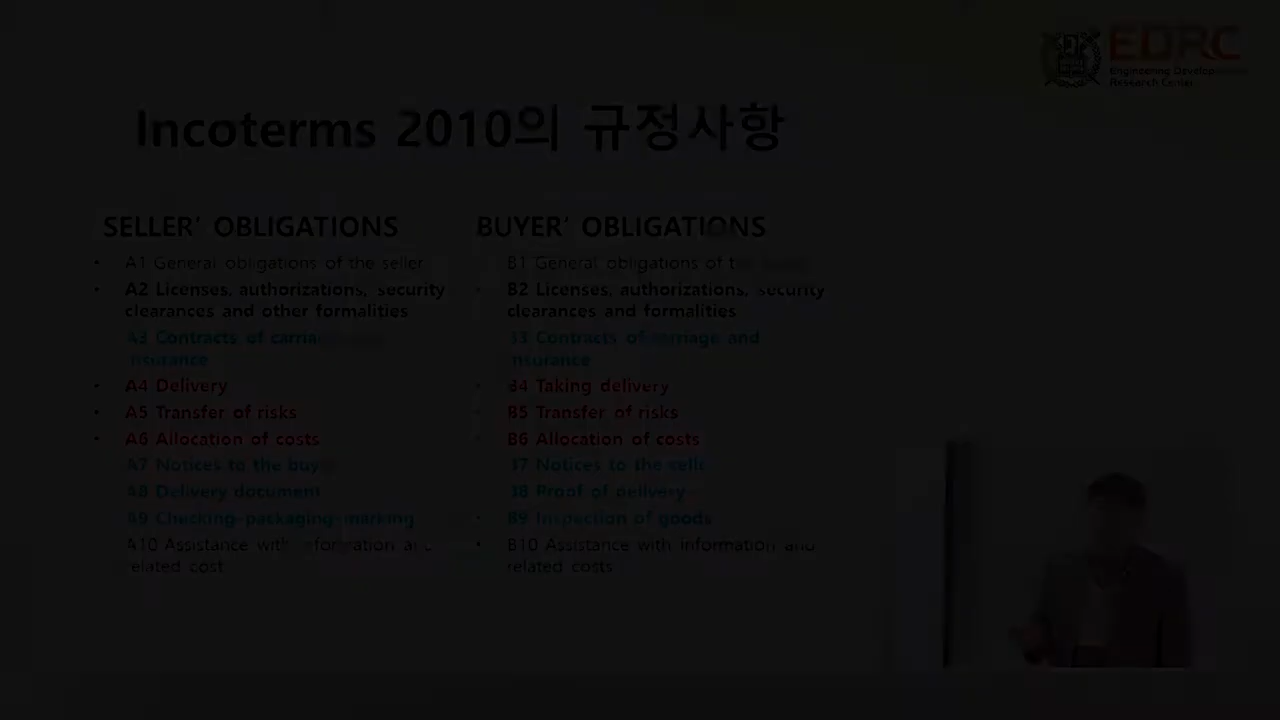 EDRC
Engineering Development
Research Center
Incoterms 2010의 규정사항
SELLER’ OBLIGATIONS
• A1 General obligations of the seller
• A2 Licenses, authorizations, security
clearances and other formalities
A3 Contracts of
insurance
• A4 Delivery
• A5 Transfer of risks
• A6 Allocation of costs
A7 Notices to the buyer
A8 Delivery document
A9 Checking-packaging-marking
A10 Assistance with information and
related cost
BUYER’ OBLIGATIONS
B1 General obligations of
• B2 Licenses, authorizations, security
clearances and formalities
B3 Contracts of carriage and
insurance
• B4 Taking delivery
• B5 Transfer of risks
• B6 Allocation of costs
B7 Notices to the seller
B8 Proof of delivery
• B9 Inspection of goods
• B10 Assistance with information and
related costs